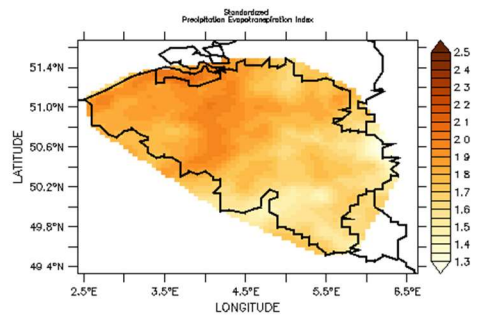 Standardized
Precipitation Evapotranspiration Index
51.4°N
51.0°N
50.6°N
50.2°N
49.8°N
49.4°N
LATITUDE
2.5°E 3.5°E 4.5°E 5.5°E 6.5°E
LONGITUDE
2.5
2.4
2.3
2.2
2.1
2.0
1.9
1.8
1.7
1.6
1.5
1.4
1.3